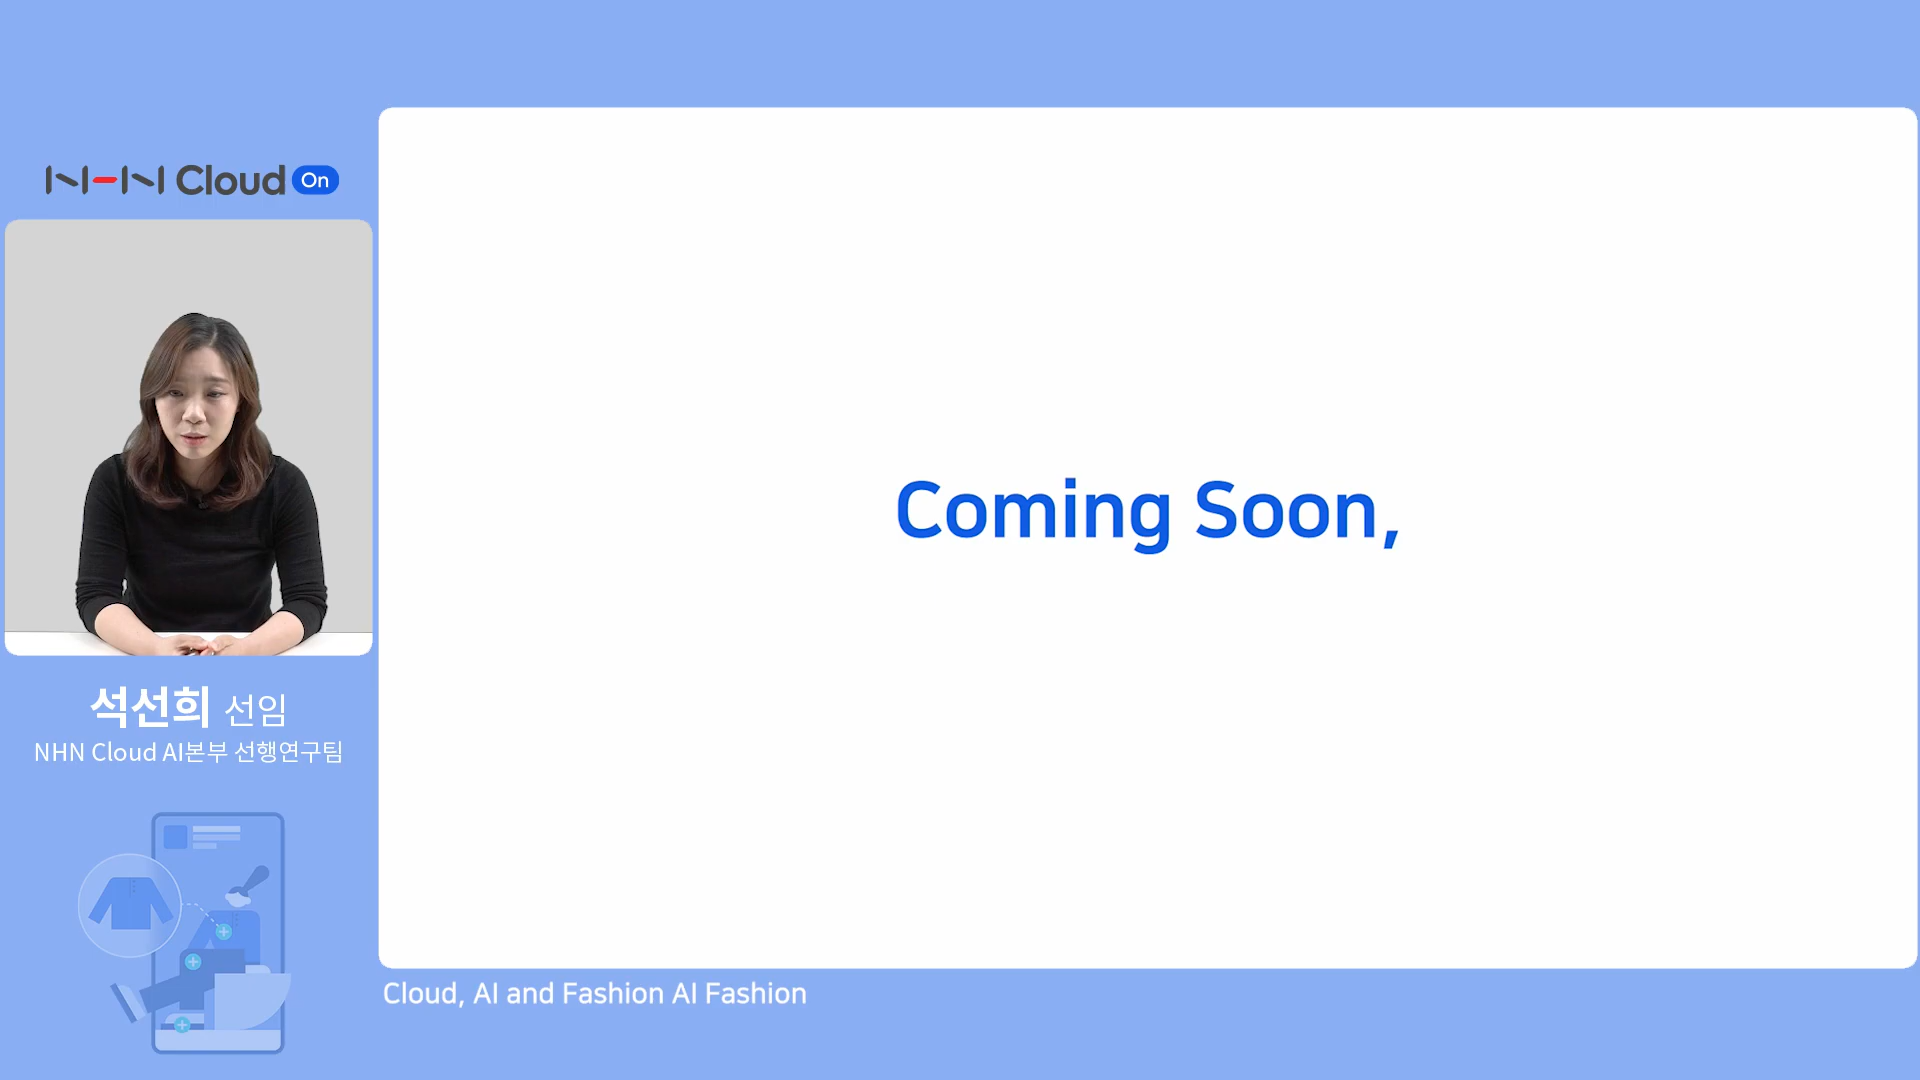 NHN Cloud On
석선희 선임
NHN Cloud AI본부 선행연구팀
Coming Soon,
Cloud, AI and Fashion AI Fashion